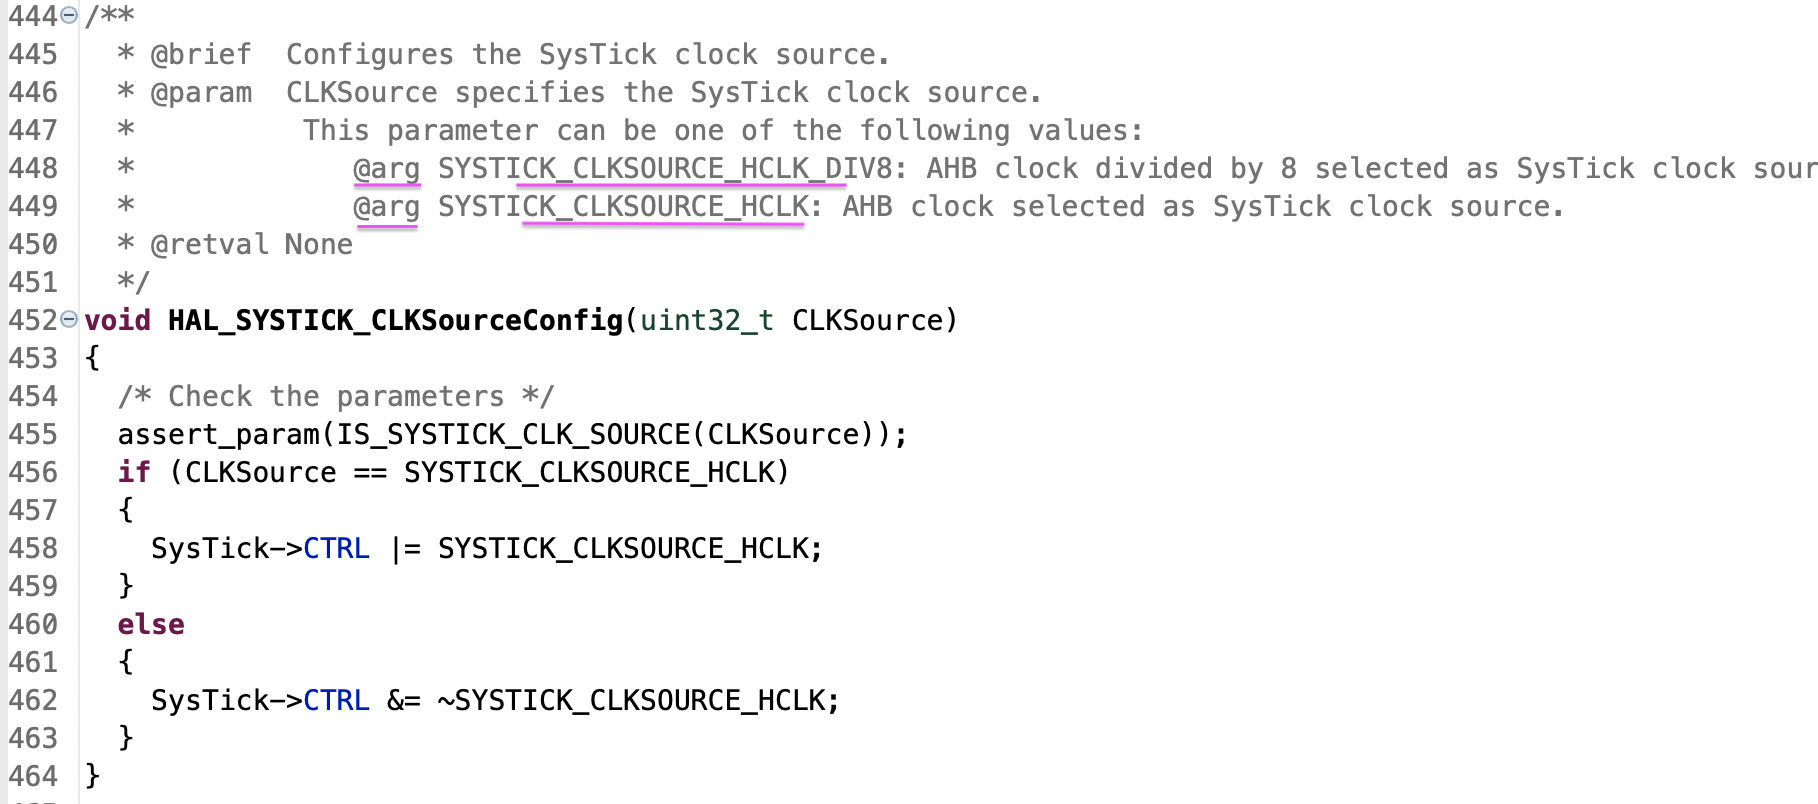 444 /**
445 * @brief Configures the SysTick clock source.
446 * @param CLKSource specifies the SysTick clock source.
447 * This parameter can be one of the following values:
448 * @arg SYSTICK_CLKSOURCE_HCLK_DIV8: AHB clock divided by 8 selected as SysTick clock sour
449 * @arg SYSTICK_CLKSOURCE_HCLK: AHB clock selected as SysTick clock source.
450 * @retval None
451 */
452 void HAL_SYSTICK_CLKSourceConfig(uint32_t CLKSource)
453 {
454 /* Check the parameters */
455 assert_param(IS_SYSTICK_CLK_SOURCE(CLKSource));
456 if (CLKSource == SYSTICK_CLKSOURCE_HCLK)
457 {
458 SysTick->CTRL |= SYSTICK_CLKSOURCE_HCLK;
459 }
460 else
461 {
462 SysTick->CTRL &= ~SYSTICK_CLKSOURCE_HCLK;
463 }
464 }